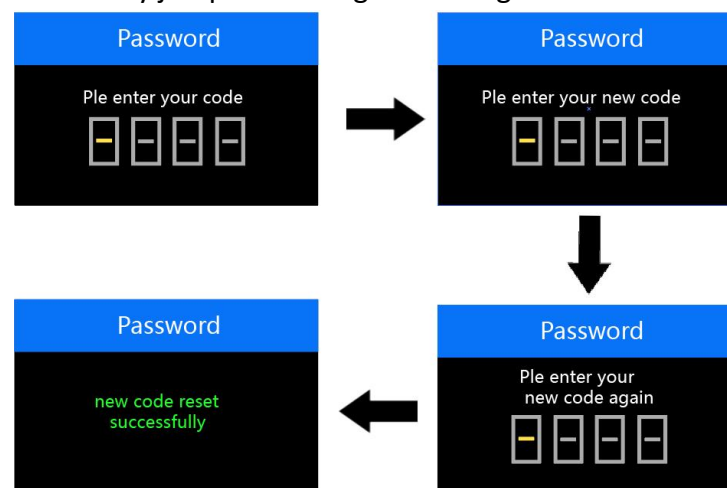 Password
Ple enter your code
- - - -
Password
Ple enter your new code
- - - -
Password
Ple enter your
new code again
- - - -
Password
new code reset
successfully